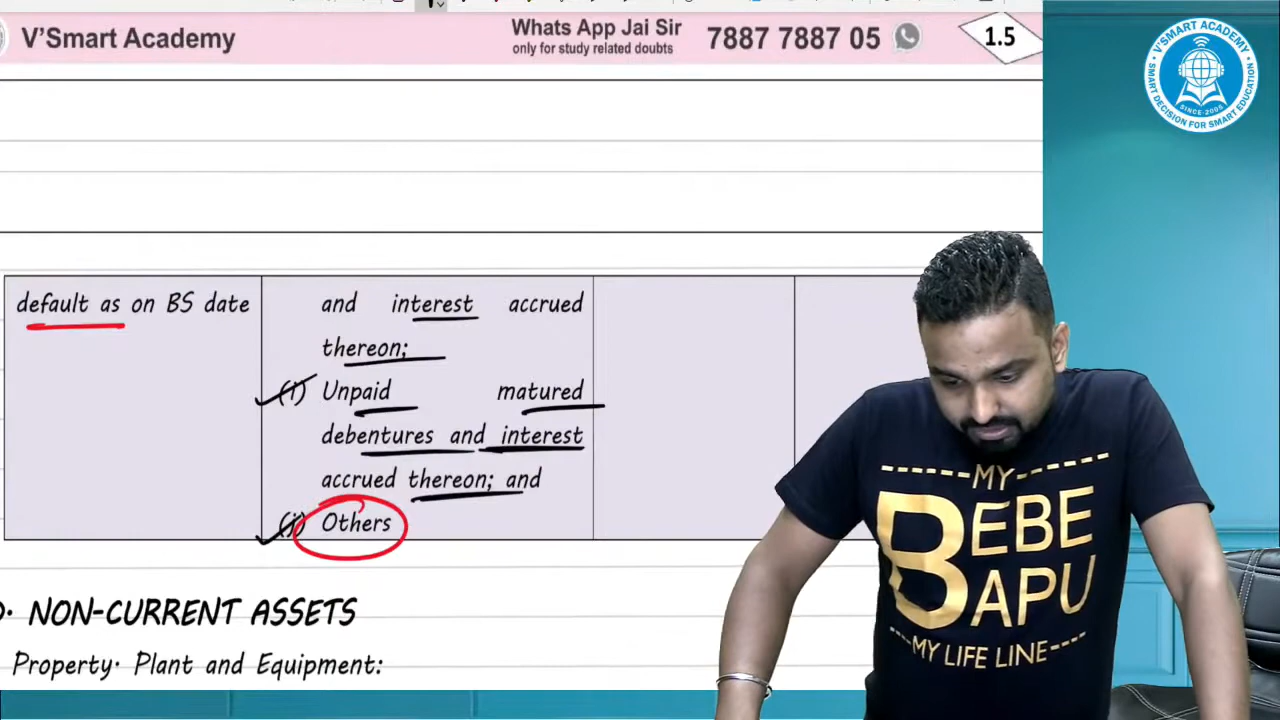 V'Smart Academy
Whats App Jai Sir
only for study related doubts
7887 7887 05
1.5
V'SMART ACADEMY
SINCE-2005
SMART DECISION FOR SMART EDUCATION
default as on BS date
and interest accrued
thereon;
(i) Unpaid matured
debentures and interest
accrued thereon; and
(j) Others
NON-CURRENT ASSETS
Property· Plant and Equipment:
MY
BEBE
BAPU
MY LIFE LINE